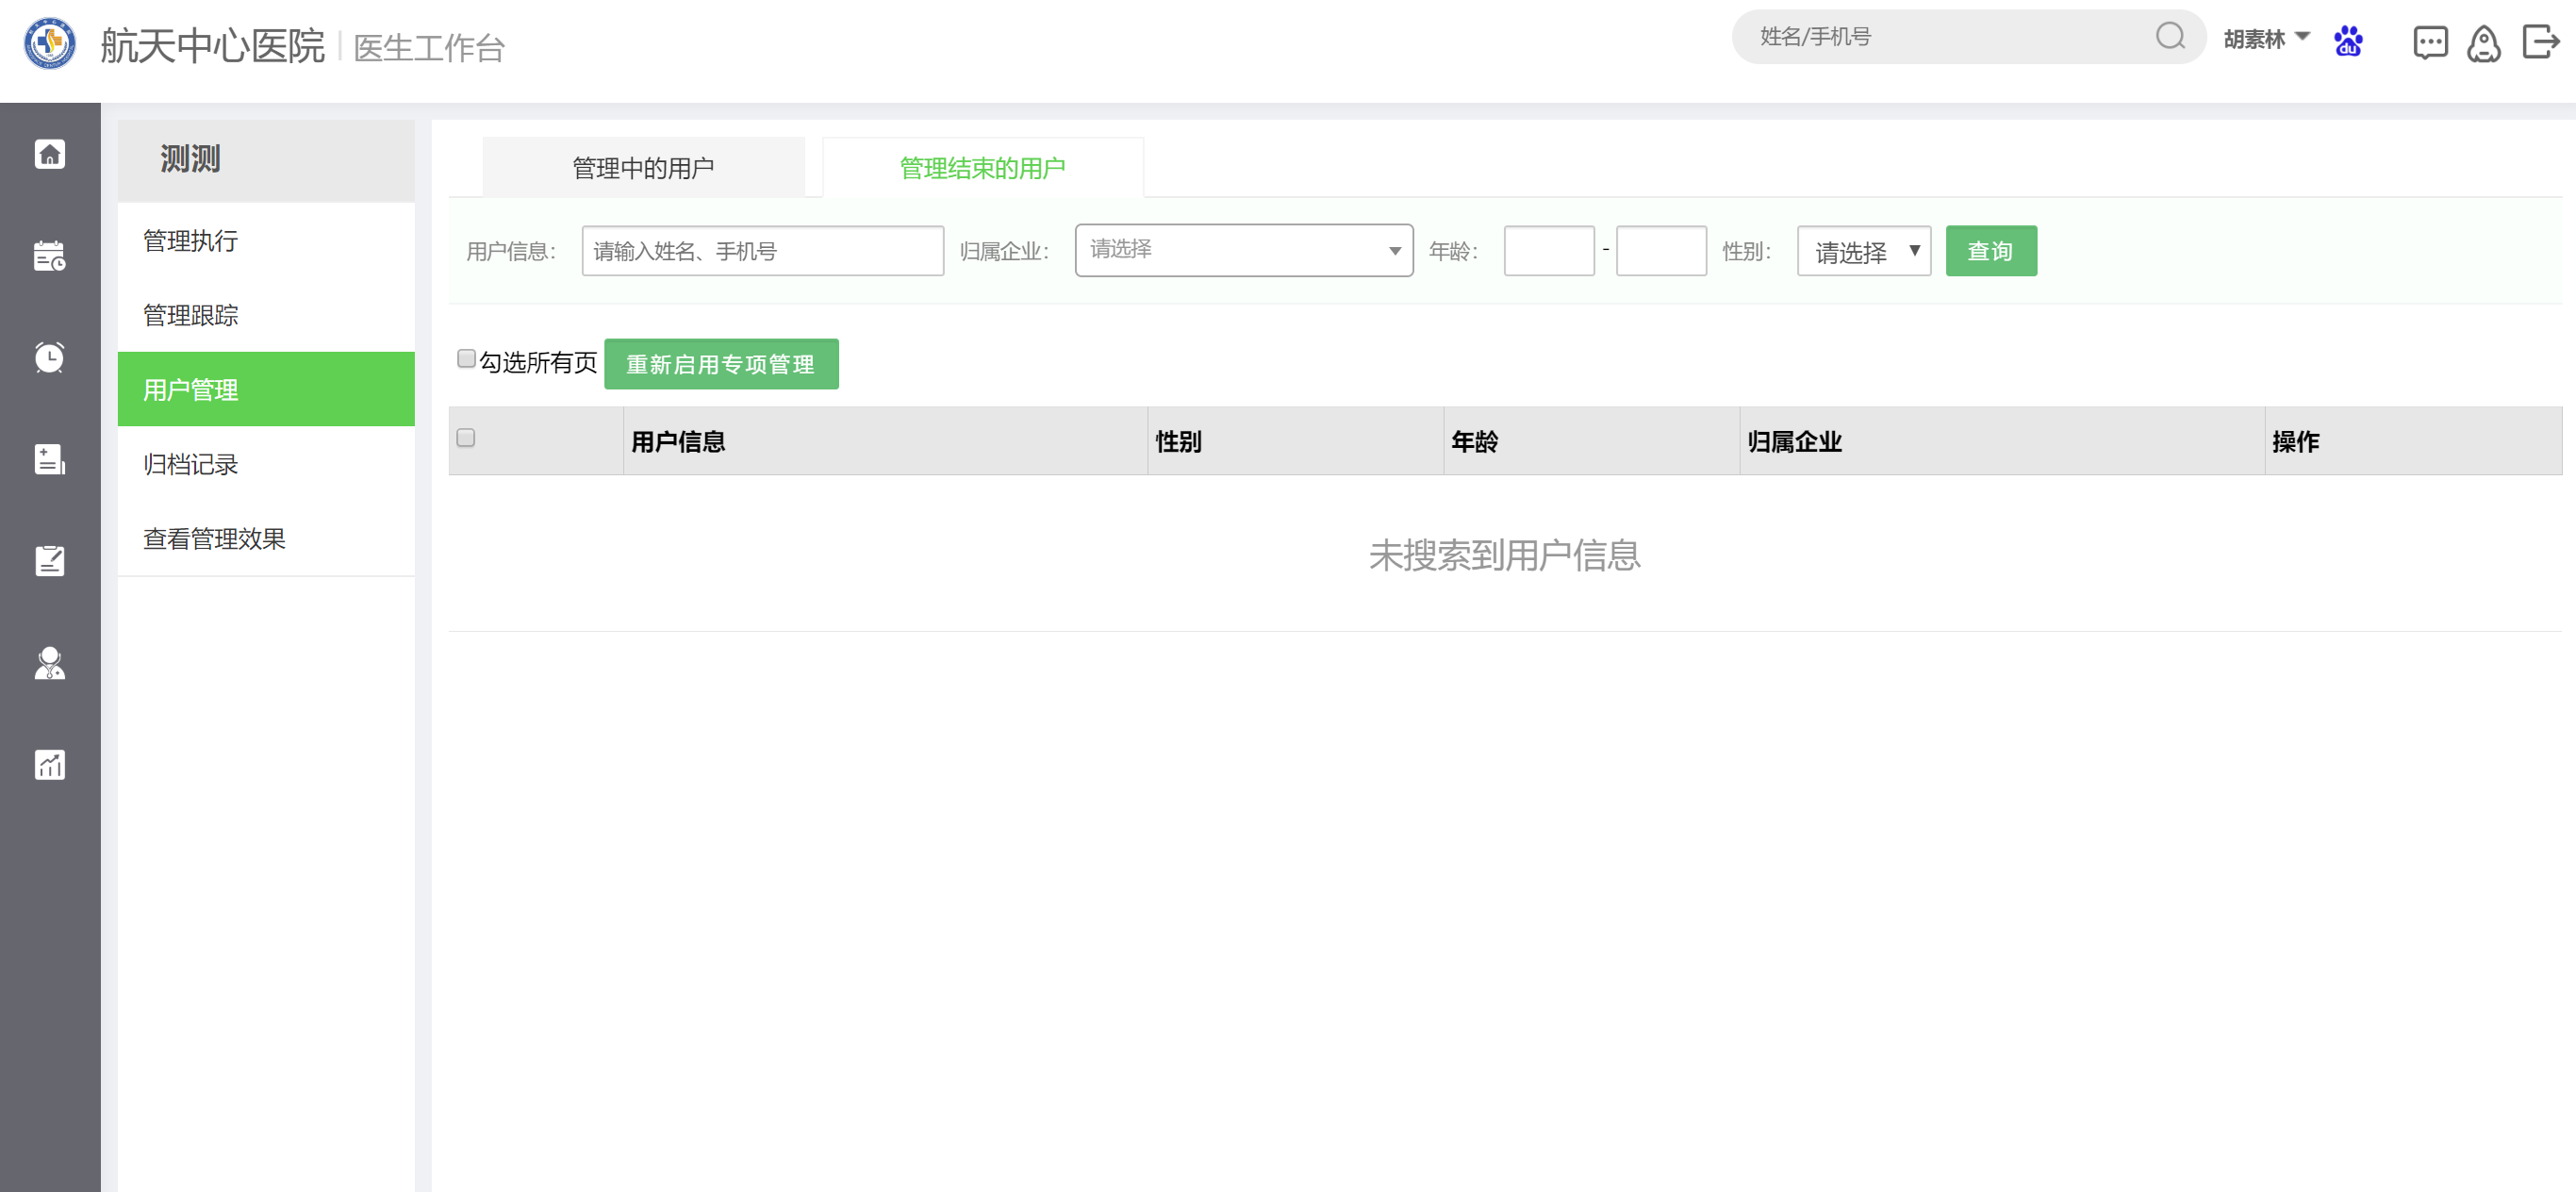 航天中心医院 医生工作台
姓名/手机号
胡素林
du
测测
管理执行
管理跟踪
用户管理
归档记录
查看管理效果
管理中的用户
管理结束的用户
用户信息： 请输入姓名、手机号 归属企业： 请选择 年龄： - 性别： 请选择 ▼ 查询
勾选所有页 重新启用专项管理
用户信息 性别 年龄 归属企业 操作
未搜索到用户信息